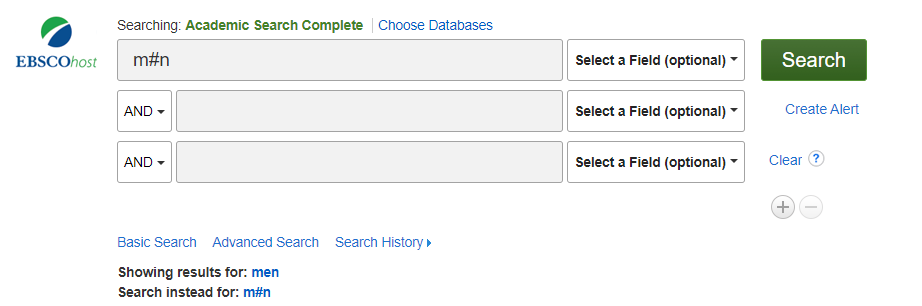 Searching: Academic Search Complete Choose Databases
EBSCOhost
m#n Select a Field (optional) Search
AND Select a Field (optional) Create Alert
AND Select a Field (optional) Clear ?
Basic Search Advanced Search Search History
Showing results for: men
Search instead for: m#n